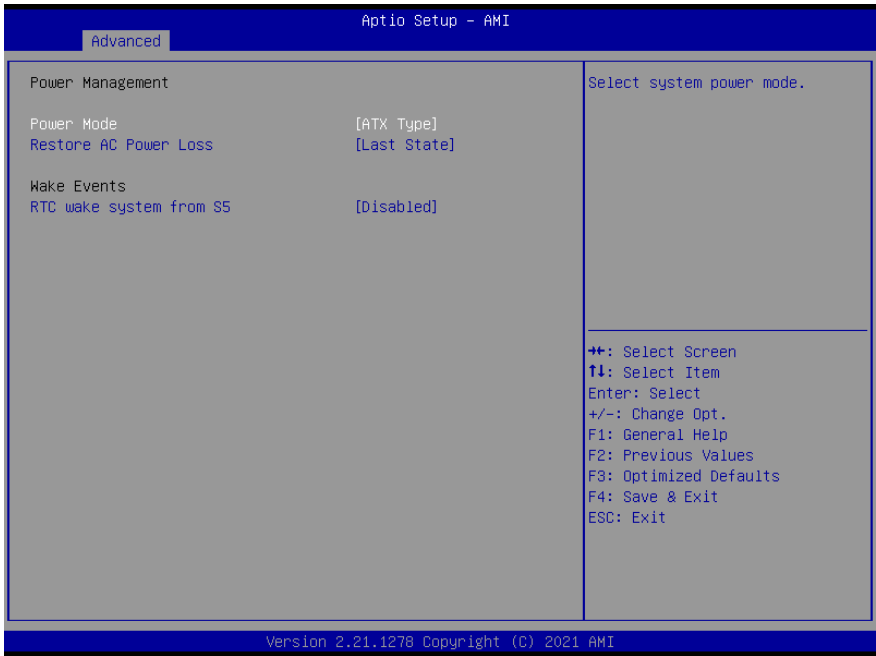 Aptio Setup – AMI
Advanced
Power Management
Power Mode [ATX Type]
Restore AC Power Loss [Last State]
Wake Events
RTC wake system from S5 [Disabled]
Select system power mode.
→←: Select Screen
↑↓: Select Item
Enter: Select
+/-: Change Opt.
F1: General Help
F2: Previous Values
F3: Optimized Defaults
F4: Save & Exit
ESC: Exit
Version 2.21.1278 Copyright (C) 2021 AMI